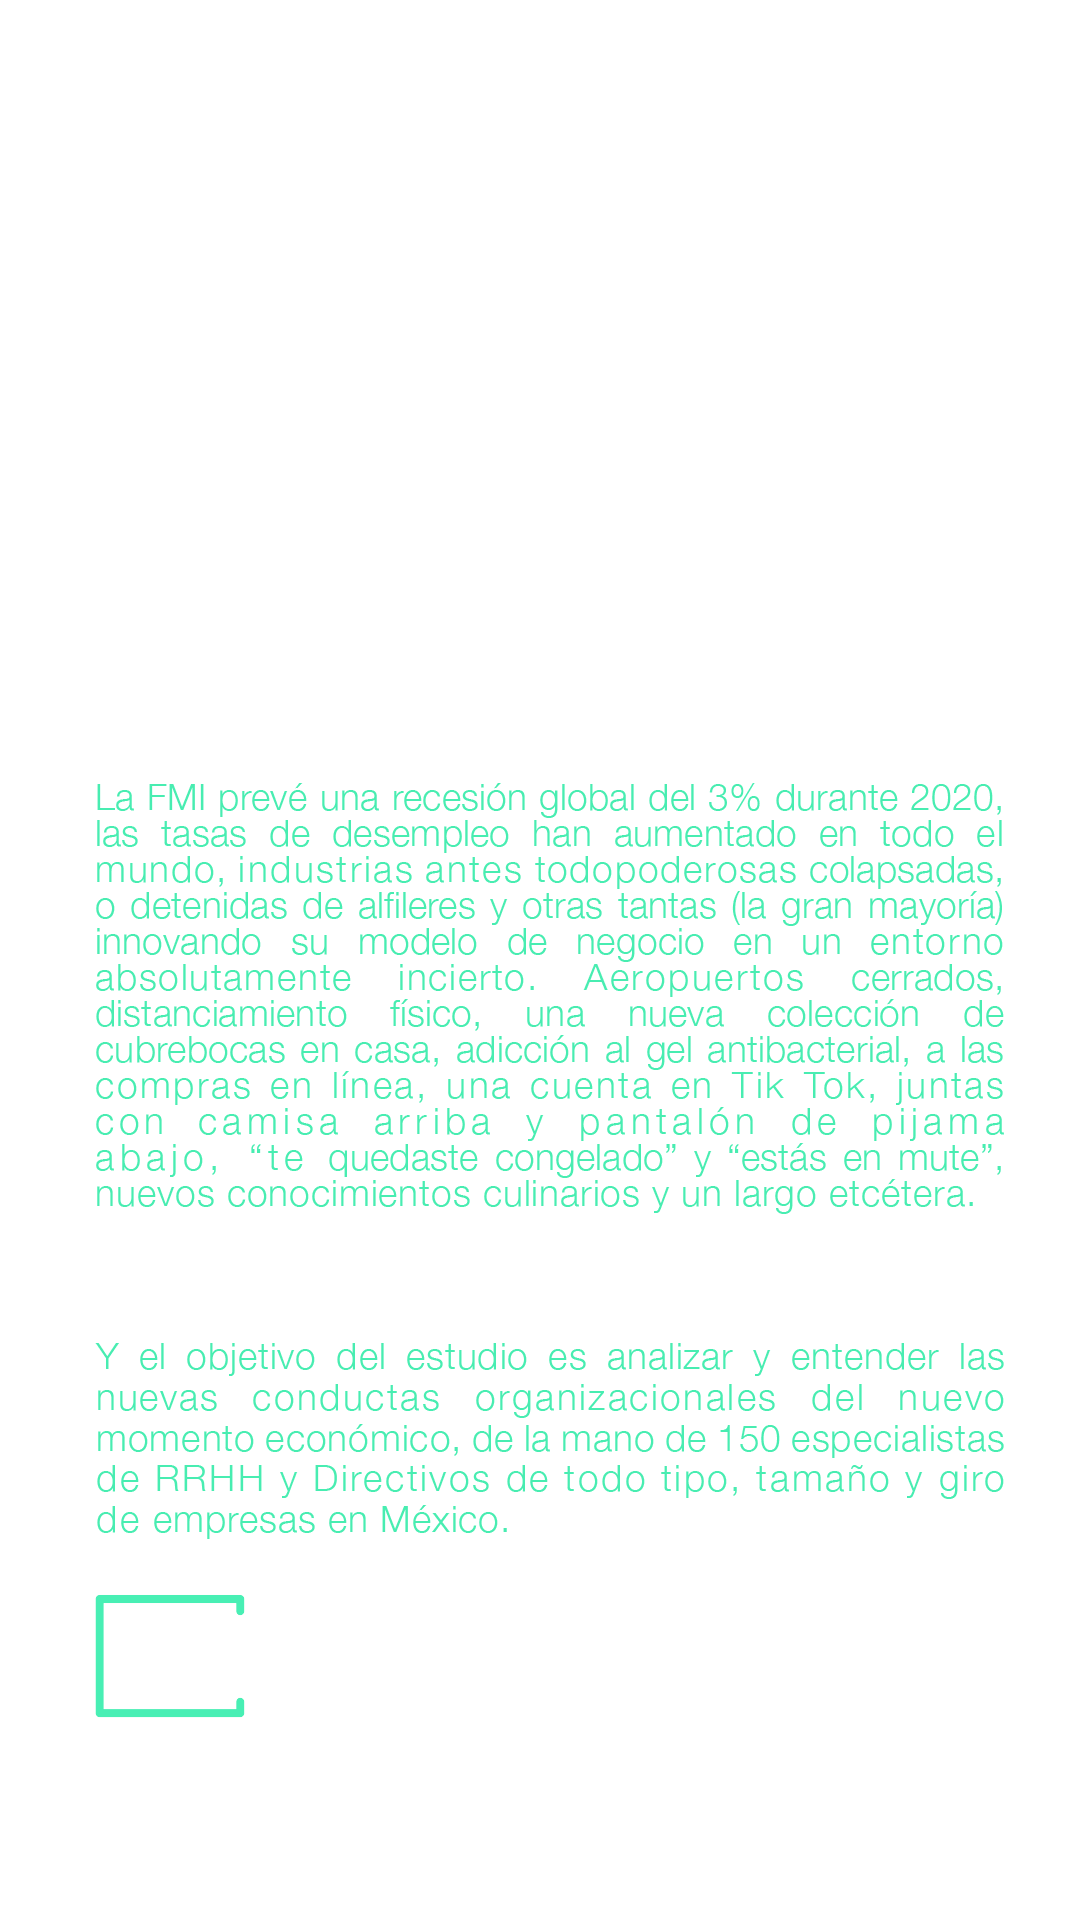 La FMI prevé una recesión global del 3% durante 2020,
las tasas de desempleo han aumentado en todo el
mundo, industrias antes todopoderosas colapsadas,
o detenidas de alfileres y otras tantas (la gran mayoría)
innovando su modelo de negocio en un entorno
absolutamente incierto. Aeropuertos cerrados,
distanciamiento físico, una nueva colección de
cubrebocas en casa, adicción al gel antibacterial, a las
compras en línea, una cuenta en Tik Tok, juntas
con camisa arriba y pantalón de pijama
abajo, “te quedaste congelado” y “estás en mute”,
nuevos conocimientos culinarios y un largo etcétera.
Y el objetivo del estudio es analizar y entender las
nuevas conductas organizacionales del nuevo
momento económico, de la mano de 150 especialistas
de RRHH y Directivos de todo tipo, tamaño y giro
de empresas en México.